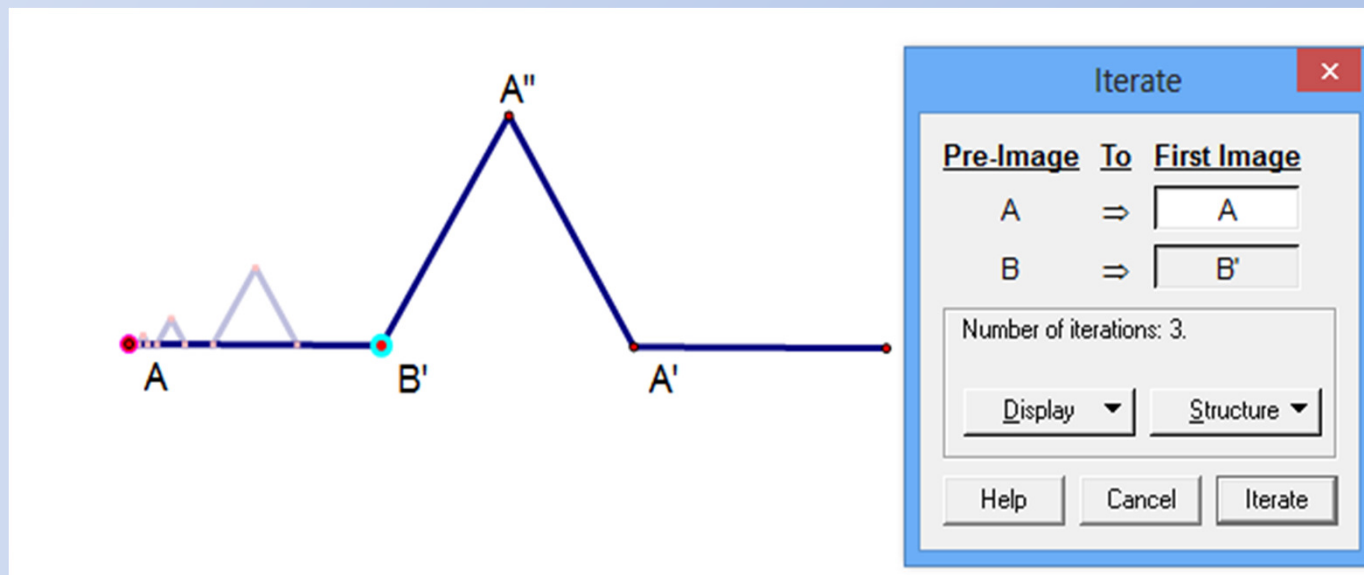 A"
A
B'
A'
Iterate
Pre-Image To First Image
A ⇒ A
B ⇒ B'
Number of iterations: 3.
Display Structure
Help Cancel Iterate